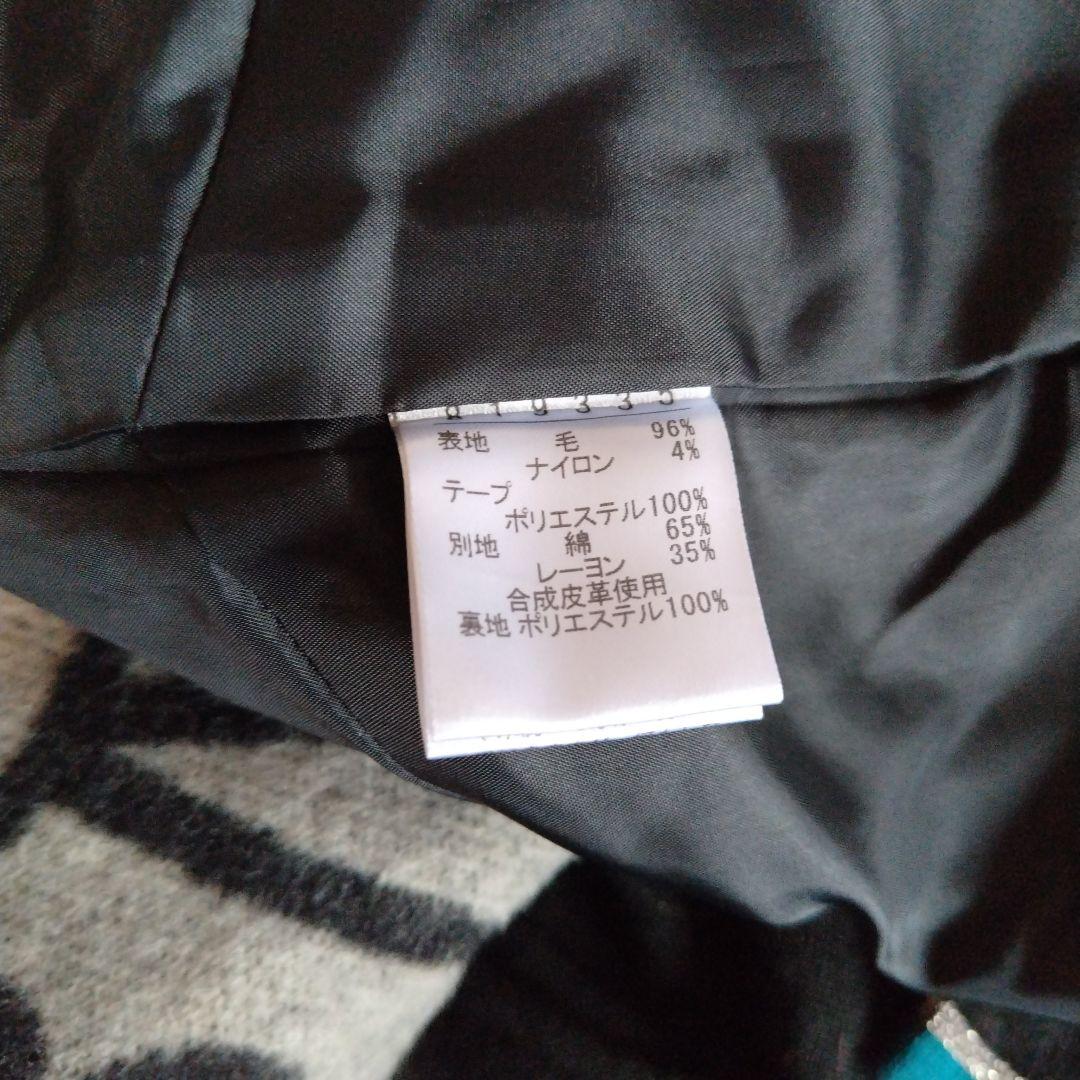 表地 毛 96%
ナイロン 4%
テープ
ポリエステル100%
別地 綿 65%
レーヨン 35%
合成皮革使用
裏地 ポリエステル100%